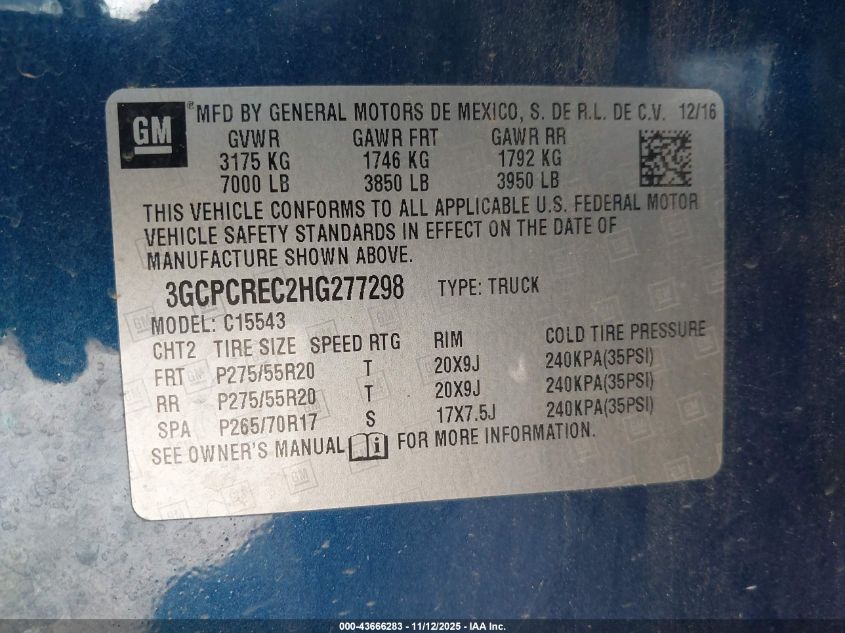 GM ® MFD BY GENERAL MOTORS DE MEXICO, S. DE R.L. DE C.V. 12/16
GVWR GAWR FRT GAWR RR
3175 KG 1746 KG 1792 KG
7000 LB 3850 LB 3950 LB
THIS VEHICLE CONFORMS TO ALL APPLICABLE U.S. FEDERAL MOTOR
VEHICLE SAFETY STANDARDS IN EFFECT ON THE DATE OF
MANUFACTURE SHOWN ABOVE.
3GCPCREC2HG277298 TYPE: TRUCK
MODEL: C15543
CHT2 TIRE SIZE SPEED RTG RIM COLD TIRE PRESSURE
FRT P275/55R20 T 20X9J 240KPA(35PSI)
RR P275/55R20 T 20X9J 240KPA(35PSI)
SPA P265/70R17 S 17X7.5J 240KPA(35PSI)
SEE OWNER'S MANUAL i FOR MORE INFORMATION.
000-43666283 - 11/12/2025 - IAA Inc.